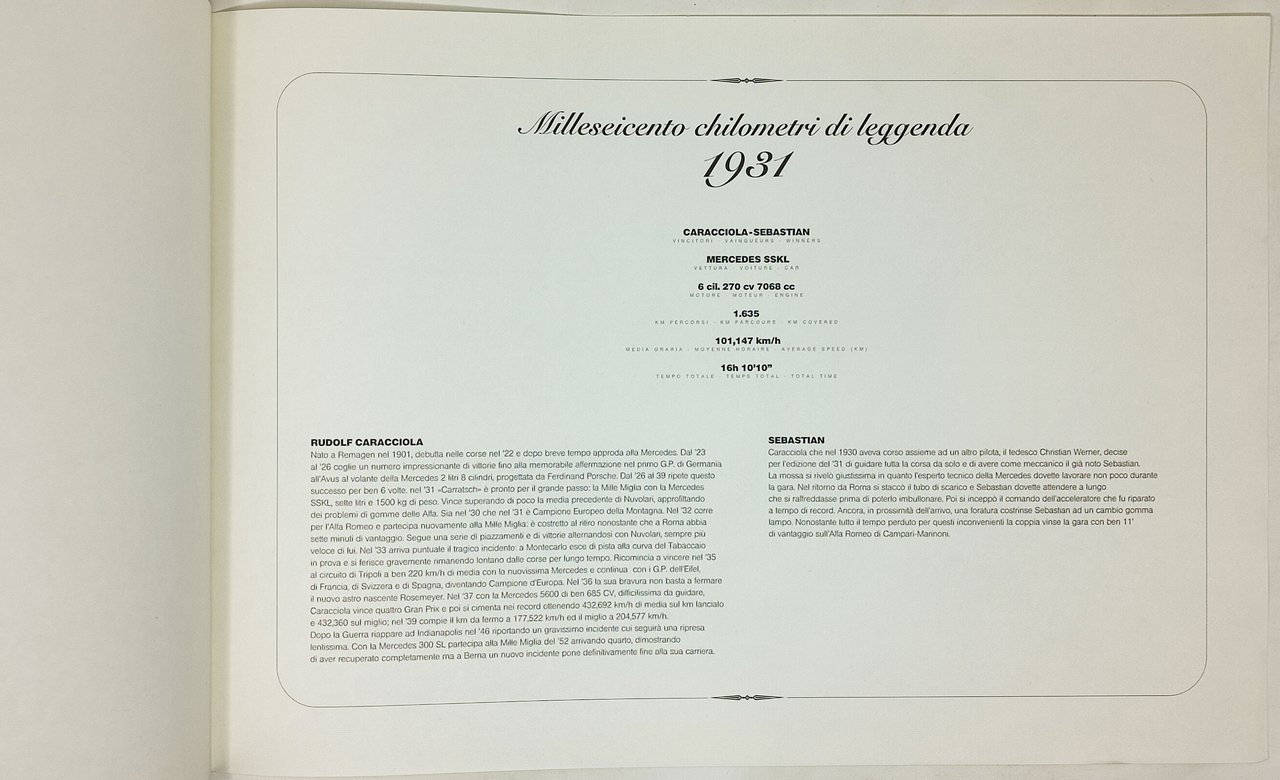 Milleseicento chilometri di leggenda
1931
CARACCIOLA-SEBASTIAN
VINCITORI - VAINQUEURS - WINNERS
MERCEDES SSKL
VETTURA - VOITURE - CAR
6 cil. 270 cv 7068 cc
MOTORE - MOTEUR - ENGINE
1.635
KM PERCORSI - KM PARCOURS - KM COVERED
101,147 km/h
MEDIA ORARIA - MOYENNE HORAIRE - AVERAGE SPEED (KM)
16h 10'10"
TEMPO TOTALE - TEMPS TOTAL - TOTAL TIME
RUDOLF CARACCIOLA
Nato a Remagen nel 1901, debutta nelle corse nel '22 e dopo breve tempo approda alla Mercedes. Dal '23
al '26 coglie un numero impressionante di vittorie fino alla memorabile affermazione nel primo G.P. di Germania
all'Avus al volante della Mercedes 2 litri 8 cilindri, progettata da Ferdinand Porsche. Dal '26 al 39 ripete questo
successo per ben 6 volte. nel '31 «Carratsch» è pronto per il grande passo: la Mille Miglia con la Mercedes
SSKL, sette litri e 1500 kg di peso. Vince superando di poco la media precedente di Nuvolari, approfittando
dei problemi di gomme delle Alfa. Sia nel '30 che nel '31 è Campione Europeo della Montagna. Nel '32 corre
per l'Alfa Romeo e partecipa nuovamente alla Mille Miglia: è costretto al ritiro nonostante che a Roma abbia
sette minuti di vantaggio. Segue una serie di piazzamenti e di vittorie alternandosi con Nuvolari, sempre più
veloce di lui. Nel '33 arriva puntuale il tragico incidente: a Montecarlo esce di pista alla curva del Tabaccaio
in prova e si ferisce gravemente rimanendo lontano dalle corse per lungo tempo. Ricomincia a vincere nel '35
al circuito di Tripoli a ben 220 km/h di media con la nuovissima Mercedes e continua con i G.P. dell'Eifel,
di Francia, di Svizzera e di Spagna, diventando Campione d'Europa. Nel '36 la sua bravura non basta a fermare
il nuovo astro nascente Rosemeyer. Nel '37 con la Mercedes 5600 di ben 685 CV, difficilissima da guidare,
Caracciola vince quattro Gran Prix e poi si cimenta nei record ottenendo 432,692 km/h di media sul km lanciato
e 432,360 sul miglio; nel '39 compie il km da fermo a 177,522 km/h ed il miglio a 204,577 km/h.
Dopo la Guerra riappare ad Indianapolis nel '46 riportando un gravissimo incidente cui seguirà una ripresa
lentissima. Con la Mercedes 300 SL partecipa alla Mille Miglia del '52 arrivando quarto, dimostrando
di aver recuperato completamente ma a Berna un nuovo incidente pone definitivamente fine alla sua carriera.
SEBASTIAN
Caracciola che nel 1930 aveva corso assieme ad un altro pilota, il tedesco Christian Werner, decise
per l'edizione del '31 di guidare tutta la corsa da solo e di avere come meccanico il già noto Sebastian.
La mossa si rivelò giustissima in quanto l'esperto tecnico della Mercedes dovette lavorare non poco durante
la gara. Nel ritorno da Roma si staccò il tubo di scarico e Sebastian dovette attendere a lungo
che si raffreddasse prima di poterlo imbullonare. Poi si inceppò il comando dell'acceleratore che fu riparato
a tempo di record. Ancora, in prossimità dell'arrivo, una foratura costrinse Sebastian ad un cambio gomma
lampo. Nonostante tutto il tempo perduto per questi inconvenienti la coppia vinse la gara con ben 11'
di vantaggio sull'Alfa Romeo di Campari-Marinoni.